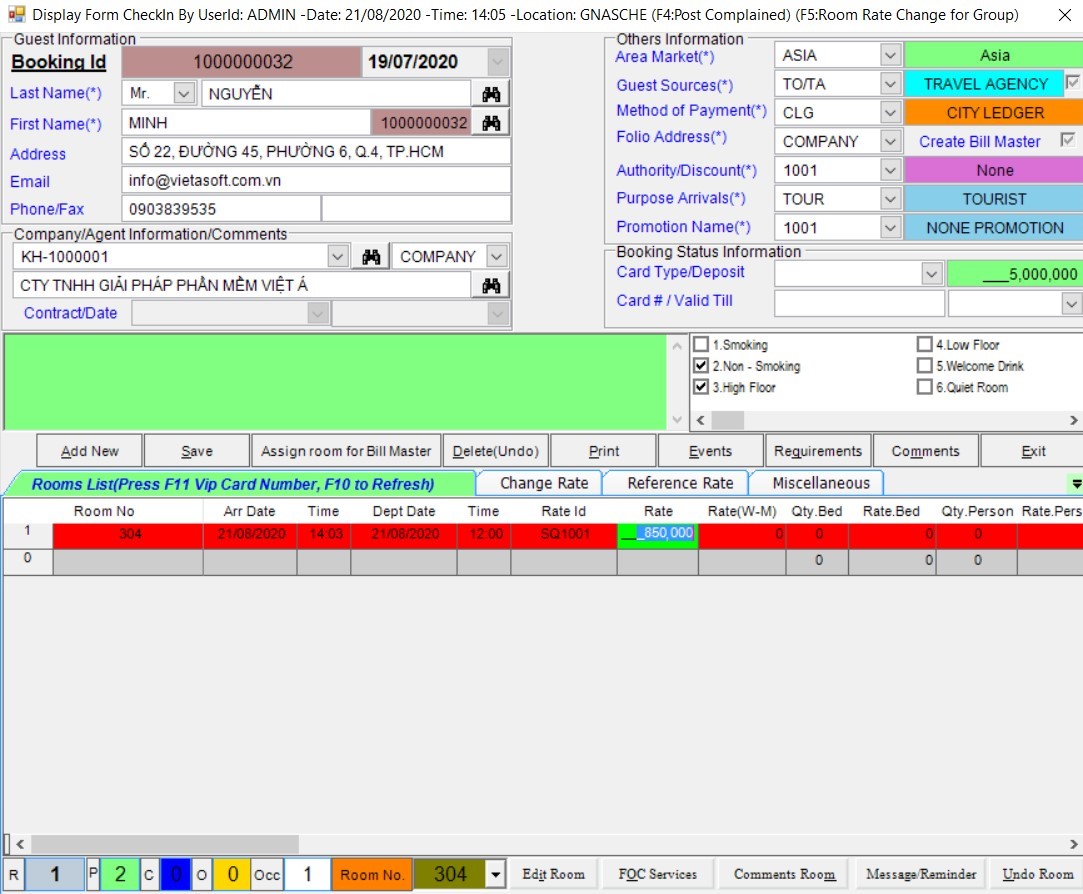 Display Form CheckIn By UserId: ADMIN -Date: 21/08/2020 -Time: 14:05 -Location: GNASCHE (F4:Post Complained) (F5:Room Rate Change for Group)
Guest Information
Booking Id 1000000032 19/07/2020
Last Name(*) Mr. NGUYỄN
First Name(*) MINH 1000000032
Address SỐ 22, ĐƯỜNG 45, PHƯỜNG 6, Q.4, TP.HCM
Email info@vietasoft.com.vn
Phone/Fax 0903839535
Company/Agent Information/Comments
KH-1000001 COMPANY
CTY TNHH GIẢI PHÁP PHẦN MỀM VIỆT Á
Contract/Date
Others Information
Area Market(*) ASIA Asia
Guest Sources(*) TO/TA TRAVEL AGENCY
Method of Payment(*) CLG CITY LEDGER
Folio Address(*) COMPANY Create Bill Master
Authority/Discount(*) 1001 None
Purpose Arrivals(*) TOUR TOURIST
Promotion Name(*) 1001 NONE PROMOTION
Booking Status Information
Card Type/Deposit ___5,000,000
Card # / Valid Till
1.Smoking 4.Low Floor
2.Non - Smoking 5.Welcome Drink
3.High Floor 6.Quiet Room
Add New Save Assign room for Bill Master Delete(Undo) Print Events Requirements Comments Exit
Rooms List(Press F11 Vip Card Number, F10 to Refresh) Change Rate Reference Rate Miscellaneous
Room No Arr Date Time Dept Date Time Rate Id Rate Rate(W-M) Qty.Bed Rate.Bed Qty.Person Rate.Pers
1 304 21/08/2020 14:03 21/08/2020 12:00 SQ1001 ___850,000 0 0 0 0
0 0 0 0
R 1 P 2 C 0 O 0 Occ 1 Room No. 304 Edit Room FOC Services Comments Room Message/Reminder Undo Room